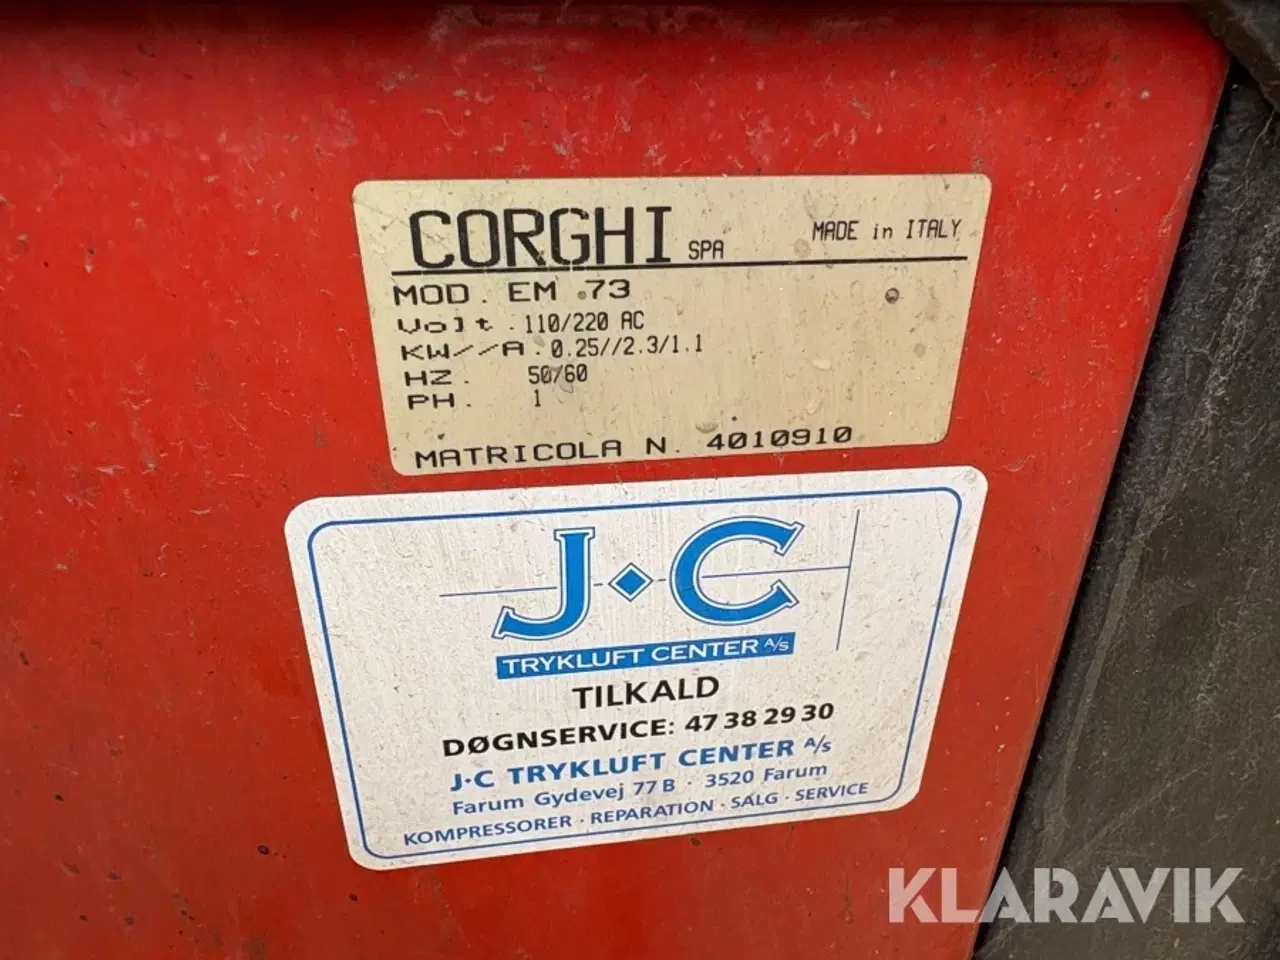 CORGHI SPA MADE in ITALY
MOD. EM 73
Volt . 110/220 AC
KW//A . 0.25//2.3/1.1
HZ. 50/60
PH. 1
MATRICOLA N. 4010910
J·C
TRYKLUFT CENTER A/S
TILKALD
DØGNSERVICE: 47 38 29 30
J·C TRYKLUFT CENTER A/S
Farum Gydevej 77 B · 3520 Farum
KOMPRESSORER · REPARATION · SALG · SERVICE
KLARAVIK